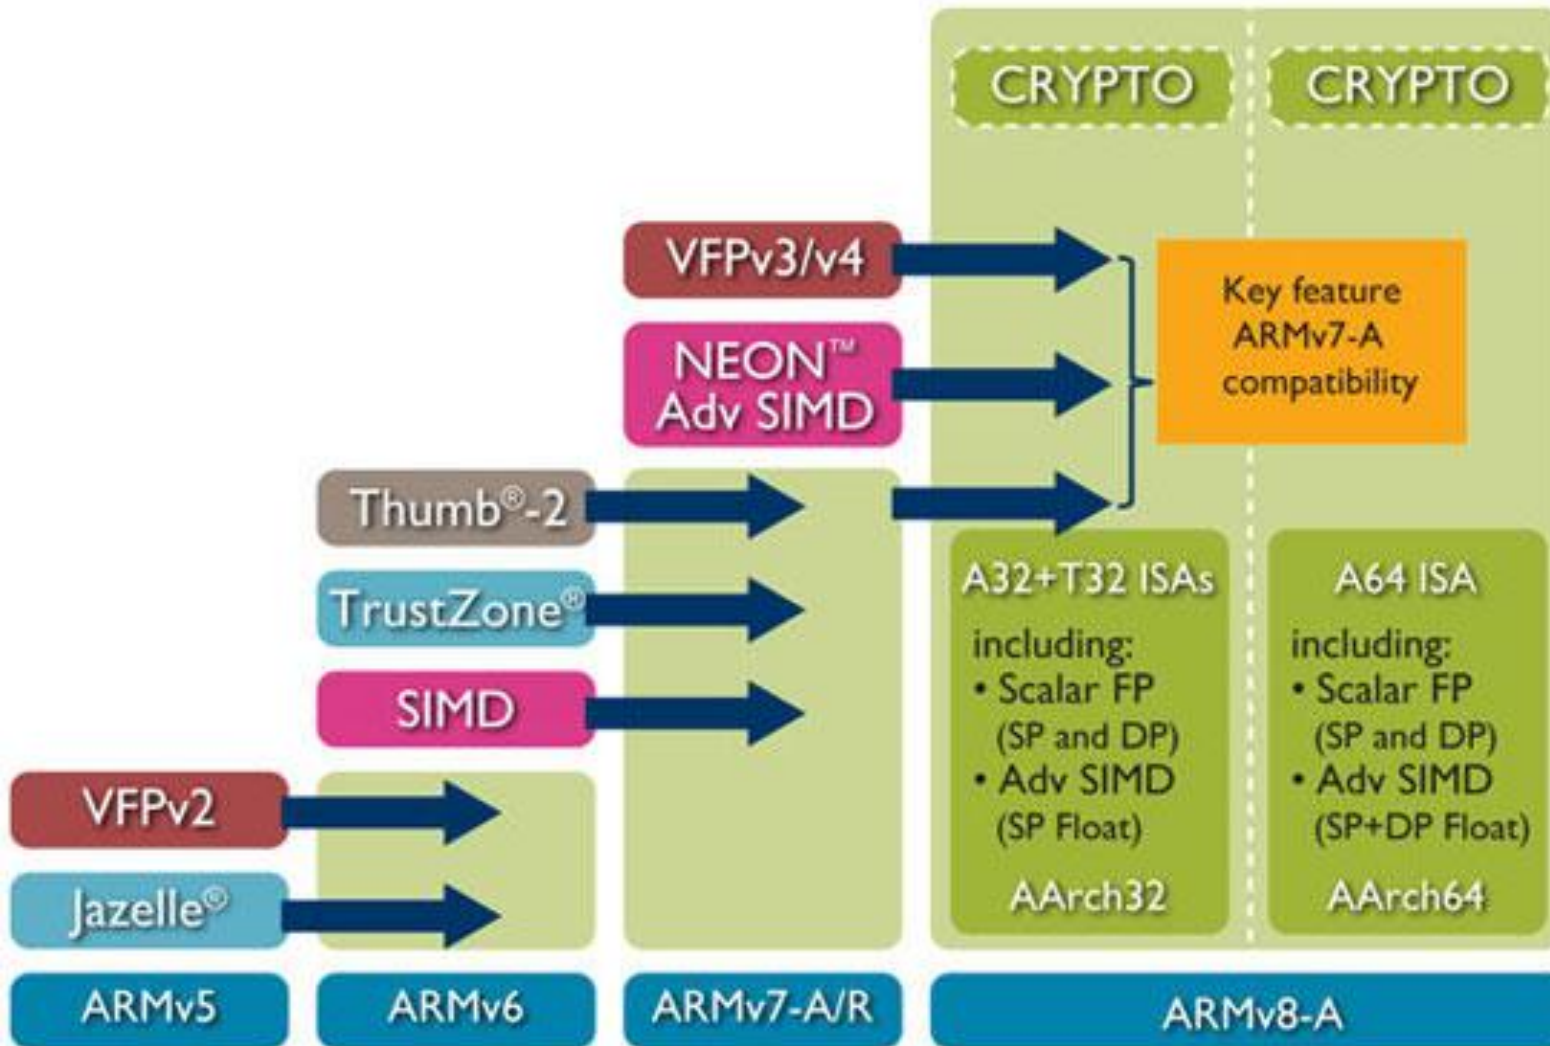 CRYPTO
CRYPTO
VFPv3/v4
Key feature
ARMv7-A
compatibility
NEON™
Adv SIMD
Thumb®-2
TrustZone®
SIMD
A32+T32 ISAs
including:
• Scalar FP
(SP and DP)
• Adv SIMD
(SP Float)
AArch32
A64 ISA
including:
• Scalar FP
(SP and DP)
• Adv SIMD
(SP+DP Float)
AArch64
VFPv2
Jazelle®
ARMv5
ARMv6
ARMv7-A/R
ARMv8-A